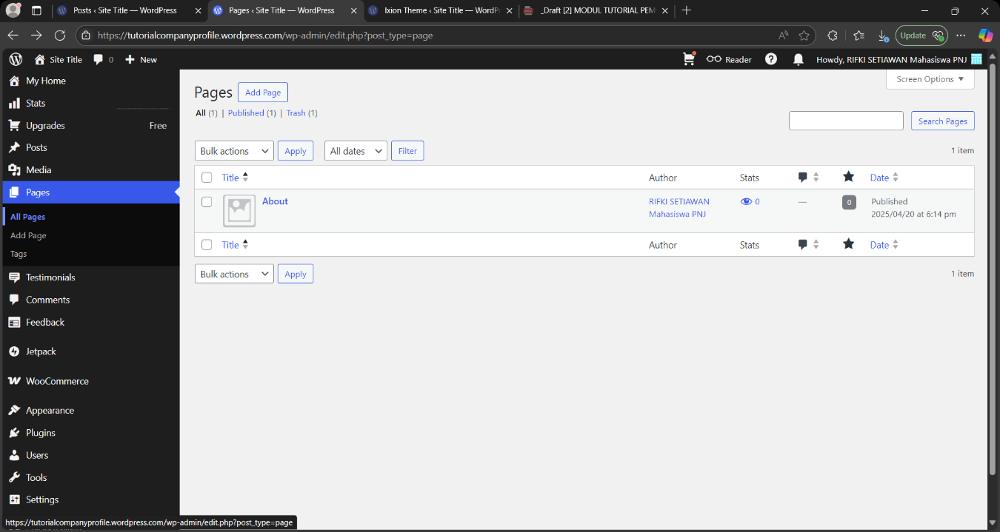 Posts ‹ Site Title — WordPress
Pages ‹ Site Title — WordPress
Ixion Theme ‹ Site Title — WordPr
_Draft [2] MODUL TUTORIAL PEM
https://tutorialcompanyprofile.wordpress.com/wp-admin/edit.php?post_type=page
Update
Site Title
0
New
Reader
Howdy, RIFKI SETIAWAN Mahasiswa PNJ
My Home
Stats
Upgrades Free
Posts
Media
Pages
All Pages
Add Page
Tags
Testimonials
Comments
Feedback
Jetpack
WooCommerce
Appearance
Plugins
Users
Tools
Settings
Screen Options
Pages Add Page
All (1) | Published (1) | Trash (1)
Search Pages
Bulk actions Apply All dates Filter 1 item
Title Author Stats Date
About RIFKI SETIAWAN 0 — 0 Published
Mahasiswa PNJ 2025/04/20 at 6:14 pm
Title Author Stats Date
Bulk actions Apply 1 item
https://tutorialcompanyprofile.wordpress.com/wp-admin/edit.php?post_type=page